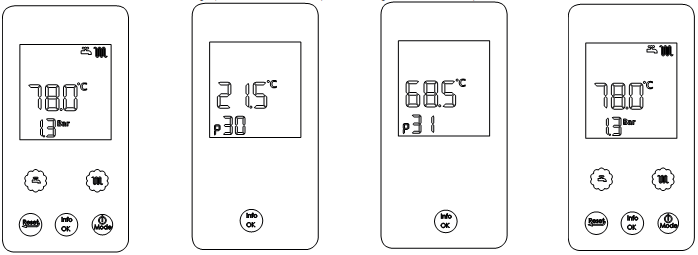 78.0 °C
1.3 Bar
Reset
Info
OK
Mode
21.5 °C
P30
Info
OK
68.5 °C
P31
Info
OK
78.0 °C
1.3 Bar
Reset
Info
OK
Mode